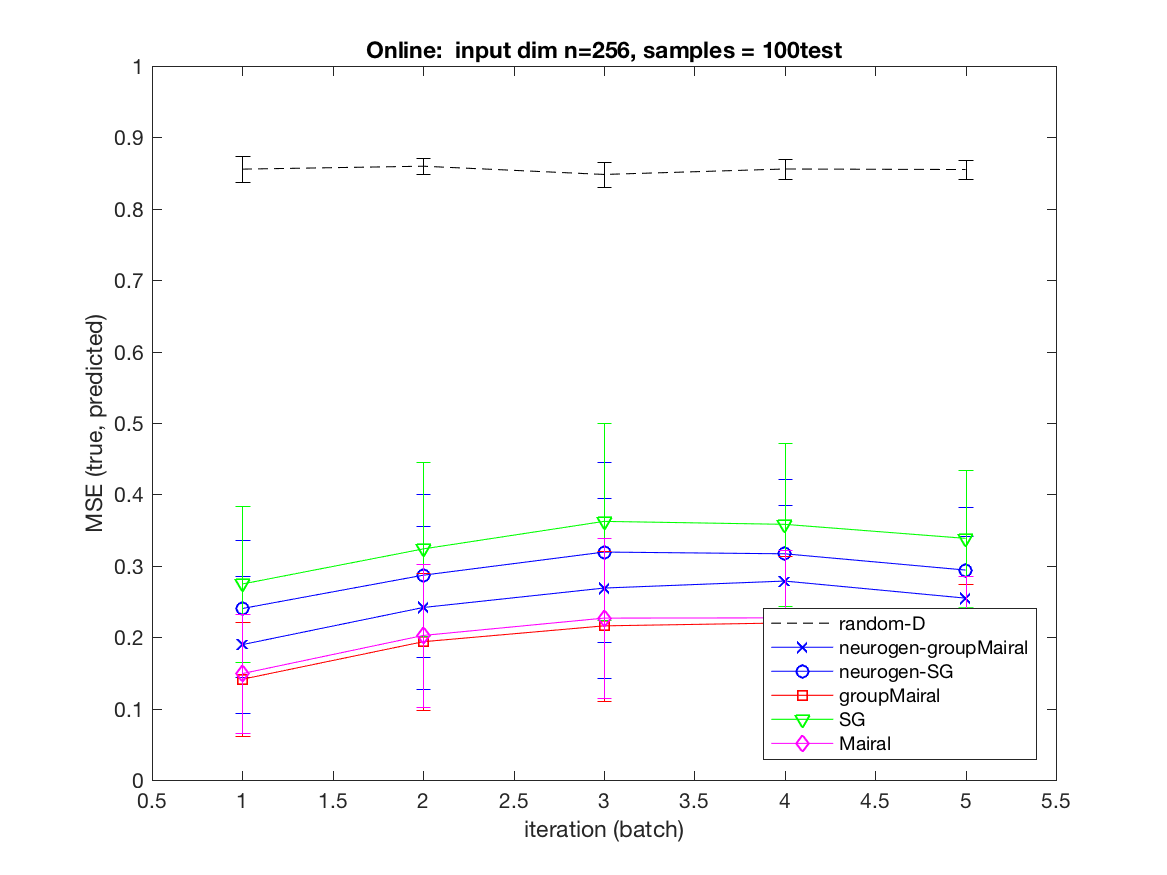 Online:  input dim n=256, samples = 100test
1
0.9
0.8
0.7
0.6
0.5
0.4
0.3
0.2
0.1
0
MSE (true, predicted)
random-D
neurogen-groupMairal
neurogen-SG
groupMairal
SG
Mairal
0.5 1 1.5 2 2.5 3 3.5 4 4.5 5 5.5
iteration (batch)